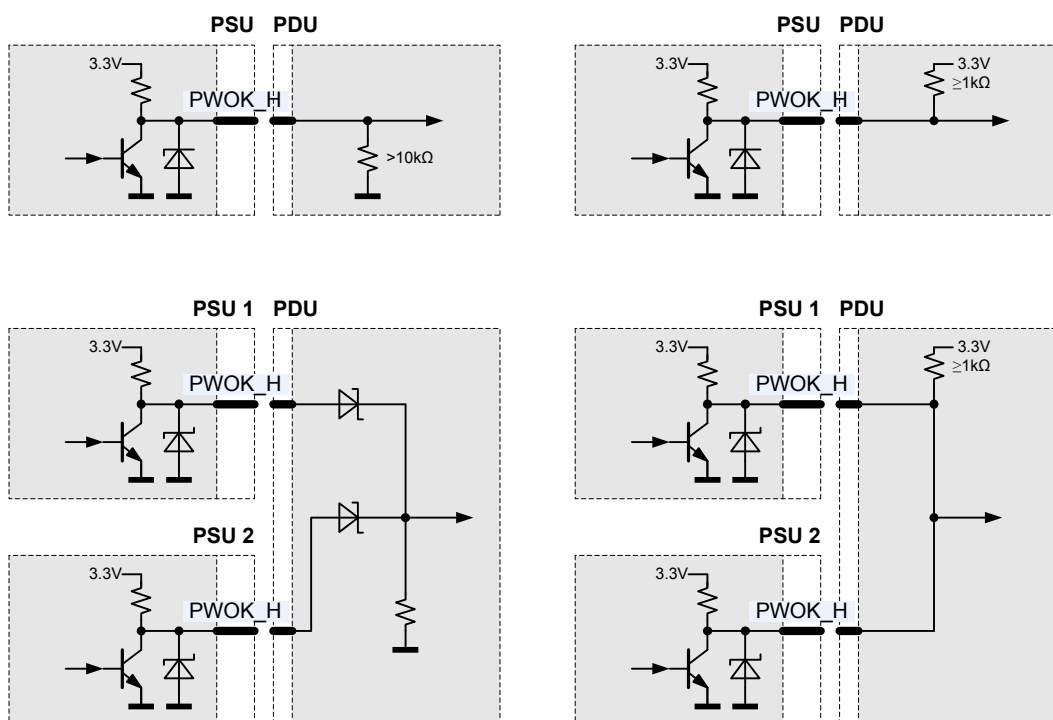 PSU PDU
3.3V
PWOK_H
>10kΩ
PSU PDU
3.3V
PWOK_H
3.3V
≥1kΩ
PSU 1 PDU
3.3V
PWOK_H
PSU 2
3.3V
PWOK_H
PSU 1 PDU
3.3V
PWOK_H
3.3V
≥1kΩ
PSU 2
3.3V
PWOK_H